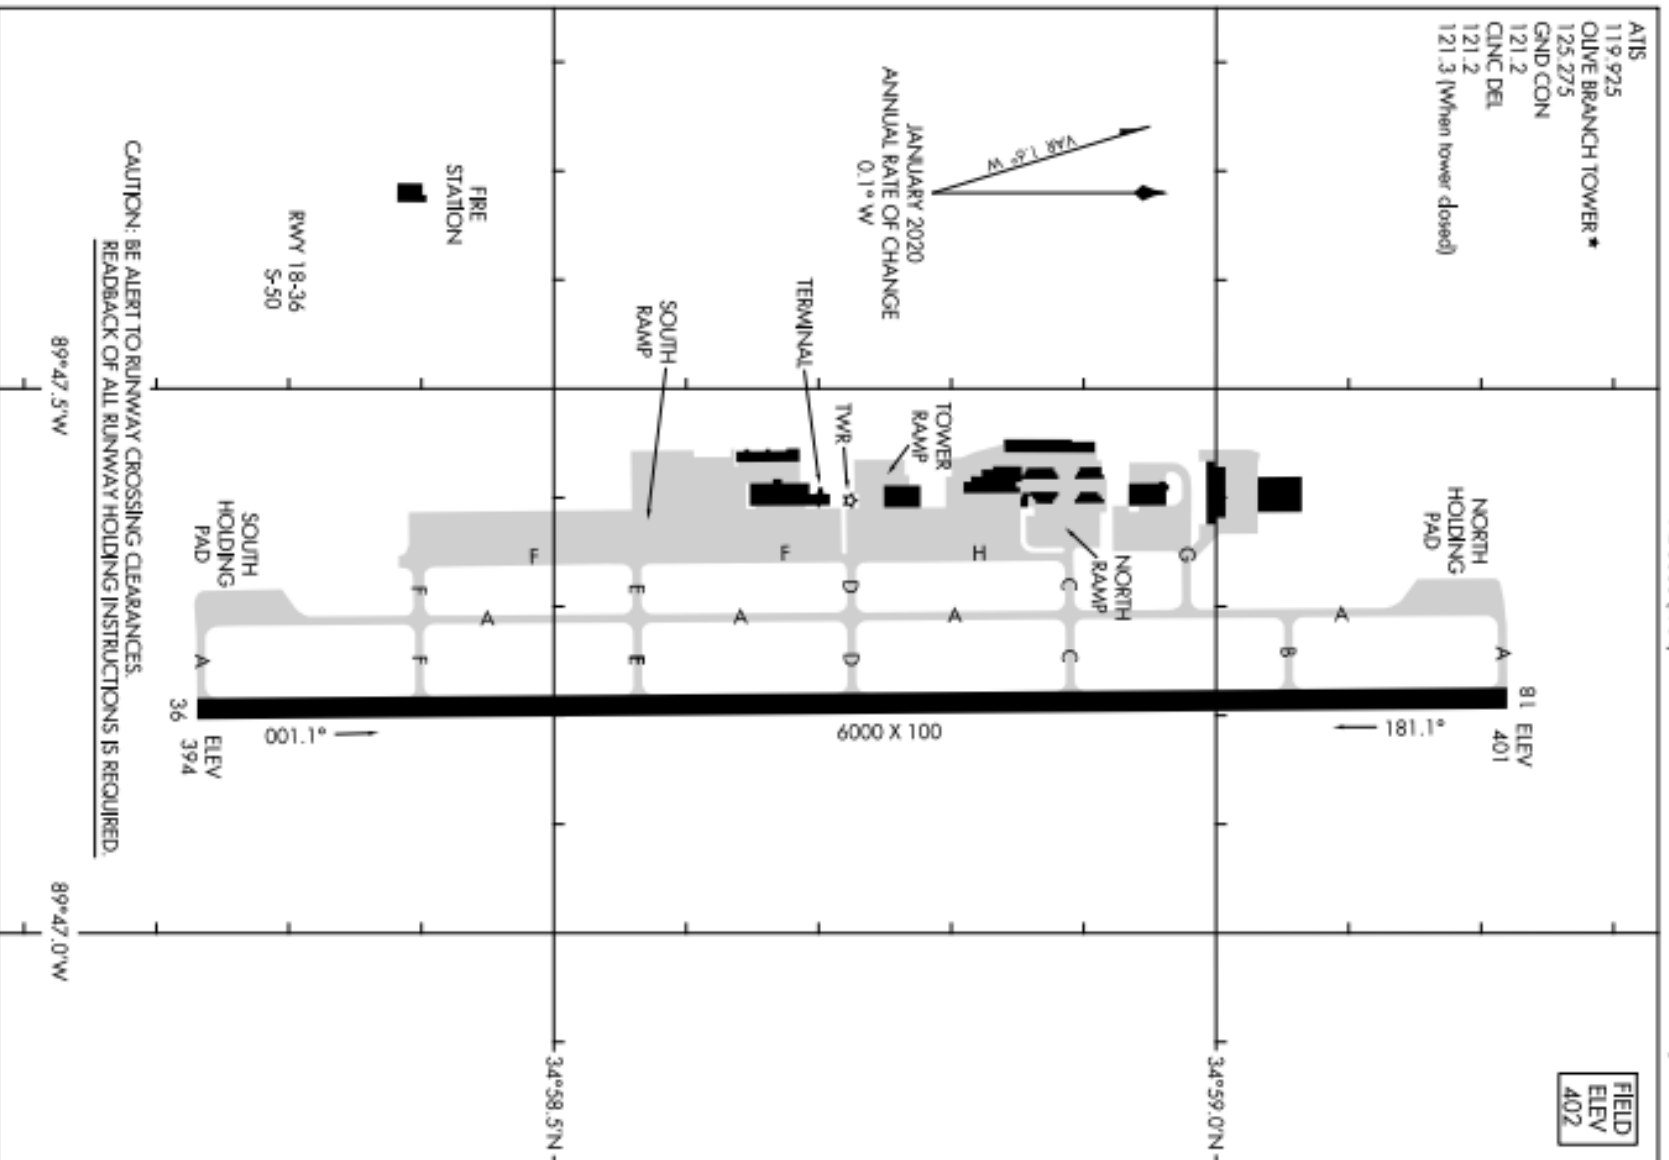 ATIS
119.925
OLIVE BRANCH TOWER★
125.275
GND CON
121.2
CLNC DEL
121.2
121.3 (When tower closed)
FIELD
ELEV
402
18
ELEV
401
181.1°
NORTH
HOLDING
PAD
A
A
B
34°59.0'N
G
NORTH
RAMP
C
C
VAR 1.6° W
JANUARY 2020
ANNUAL RATE OF CHANGE
0.1° W
H
A
TOWER
RAMP
TWR
D
D
6000 X 100
TERMINAL
F
A
SOUTH
RAMP
E
E
34°58.5'N
F
A
FIRE
STATION
F
F
RWY 18-36
S-50
001.1°
SOUTH
HOLDING
PAD
A
36
ELEV
394
CAUTION: BE ALERT TO RUNWAY CROSSING CLEARANCES.
READBACK OF ALL RUNWAY HOLDING INSTRUCTIONS IS REQUIRED.
89°47.5'W
89°47.0'W